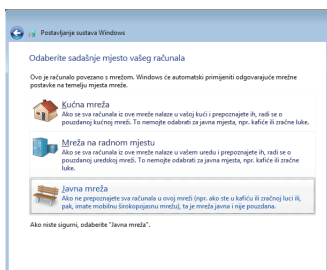 Postavljanje sustava Windows
Odaberite sadašnje mjesto vašeg računala
Ovo je računalo povezano s mrežom. Windows će automatski primijeniti odgovarajuće mrežne
postavke na temelju mjesta mreže.
Kućna mreža
Ako se sva računala iz ove mreže nalaze u vašoj kući i prepoznajete ih, radi se o
pouzdanoj kućnoj mreži. To nemojte odabrati za javna mjesta, npr. kafiće ili zračne luke.
Mreža na radnom mjestu
Ako se sva računala iz ove mreže nalaze u vašem uredu i prepoznajete ih, radi se o
pouzdanoj uredskoj mreži. To nemojte odabrati za javna mjesta, npr. kafiće ili zračne
luke.
Javna mreža
Ako ne prepoznajete sva računala u ovoj mreži (npr. ako ste u kafiću ili zračnoj luci ili,
pak, imate mobilnu širokopojasnu mrežu), ta je mreža javna i nije pouzdana.
Ako niste sigurni, odaberite "Javna mreža".